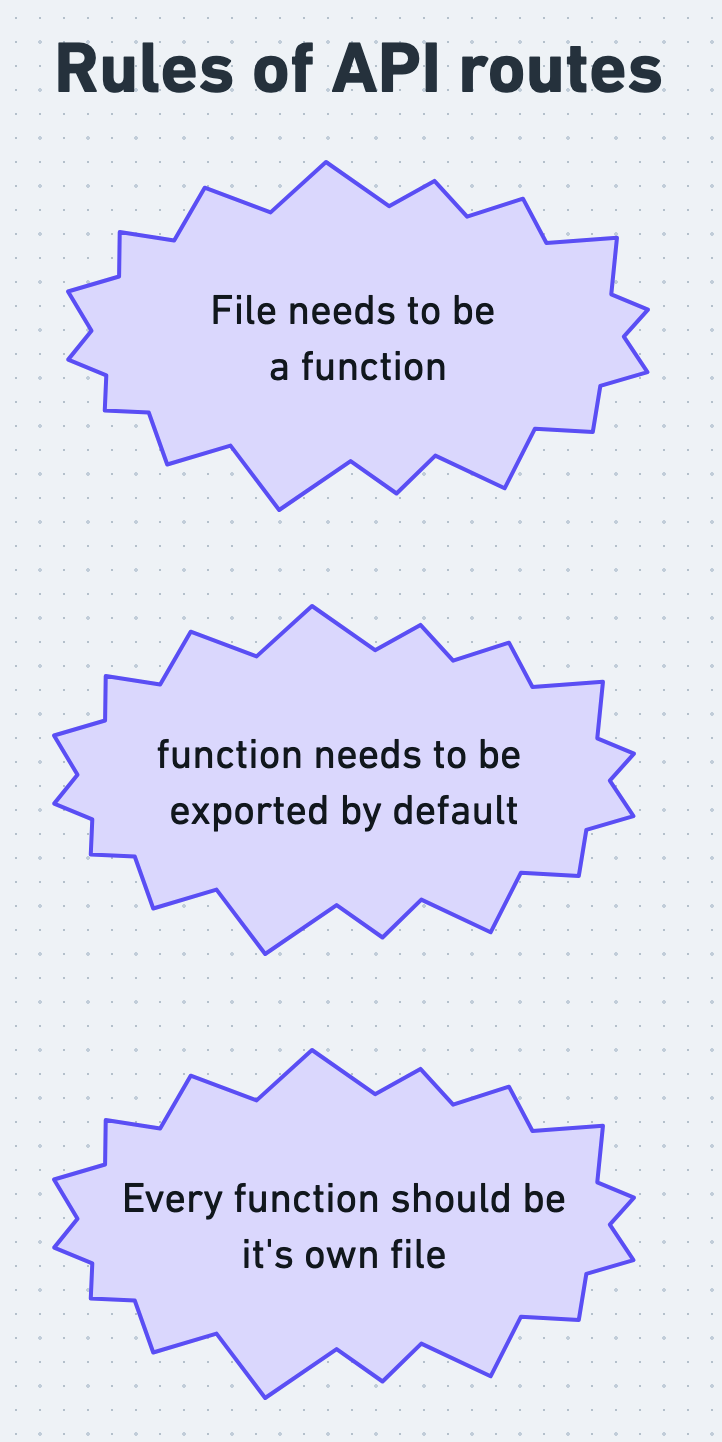 Rules of API routes
File needs to be
a function
function needs to be
exported by default
Every function should be
it's own file